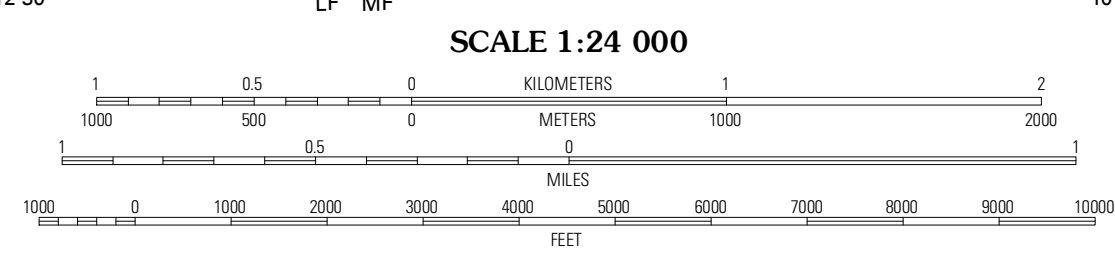 LF MF
SCALE 1:24 000
1 0.5 0 KILOMETERS 1 2
1000 500 0 METERS 1000 2000
1 0.5 0 1
MILES
1000 0 1000 2000 3000 4000 5000 6000 7000 8000 9000 10000
FEET